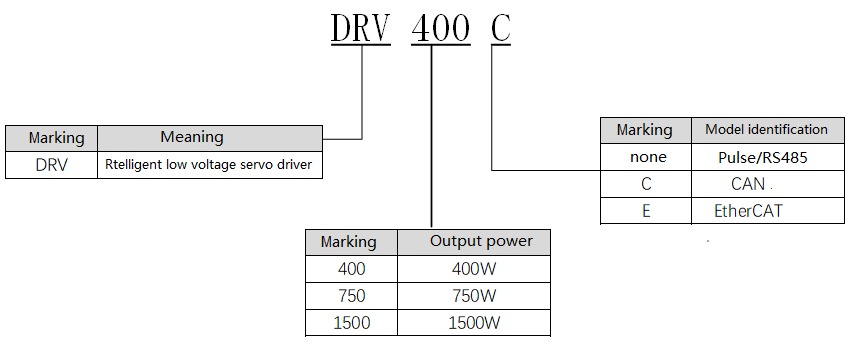 DRV 400 C
Marking Meaning
DRV Rtelligent low voltage servo driver
Marking Model identification
none Pulse/RS485
C CAN .
E EtherCAT
Marking Output power
400 400W
750 750W
1500 1500W